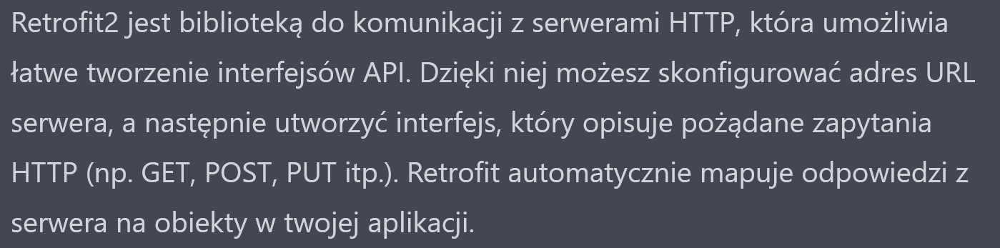 Retrofit2 jest biblioteką do komunikacji z serwerami HTTP, która umożliwia
łatwe tworzenie interfejsów API. Dzięki niej możesz skonfigurować adres URL
serwera, a następnie utworzyć interfejs, który opisuje pożądane zapytania
HTTP (np. GET, POST, PUT itp.). Retrofit automatycznie mapuje odpowiedzi z
serwera na obiekty w twojej aplikacji.